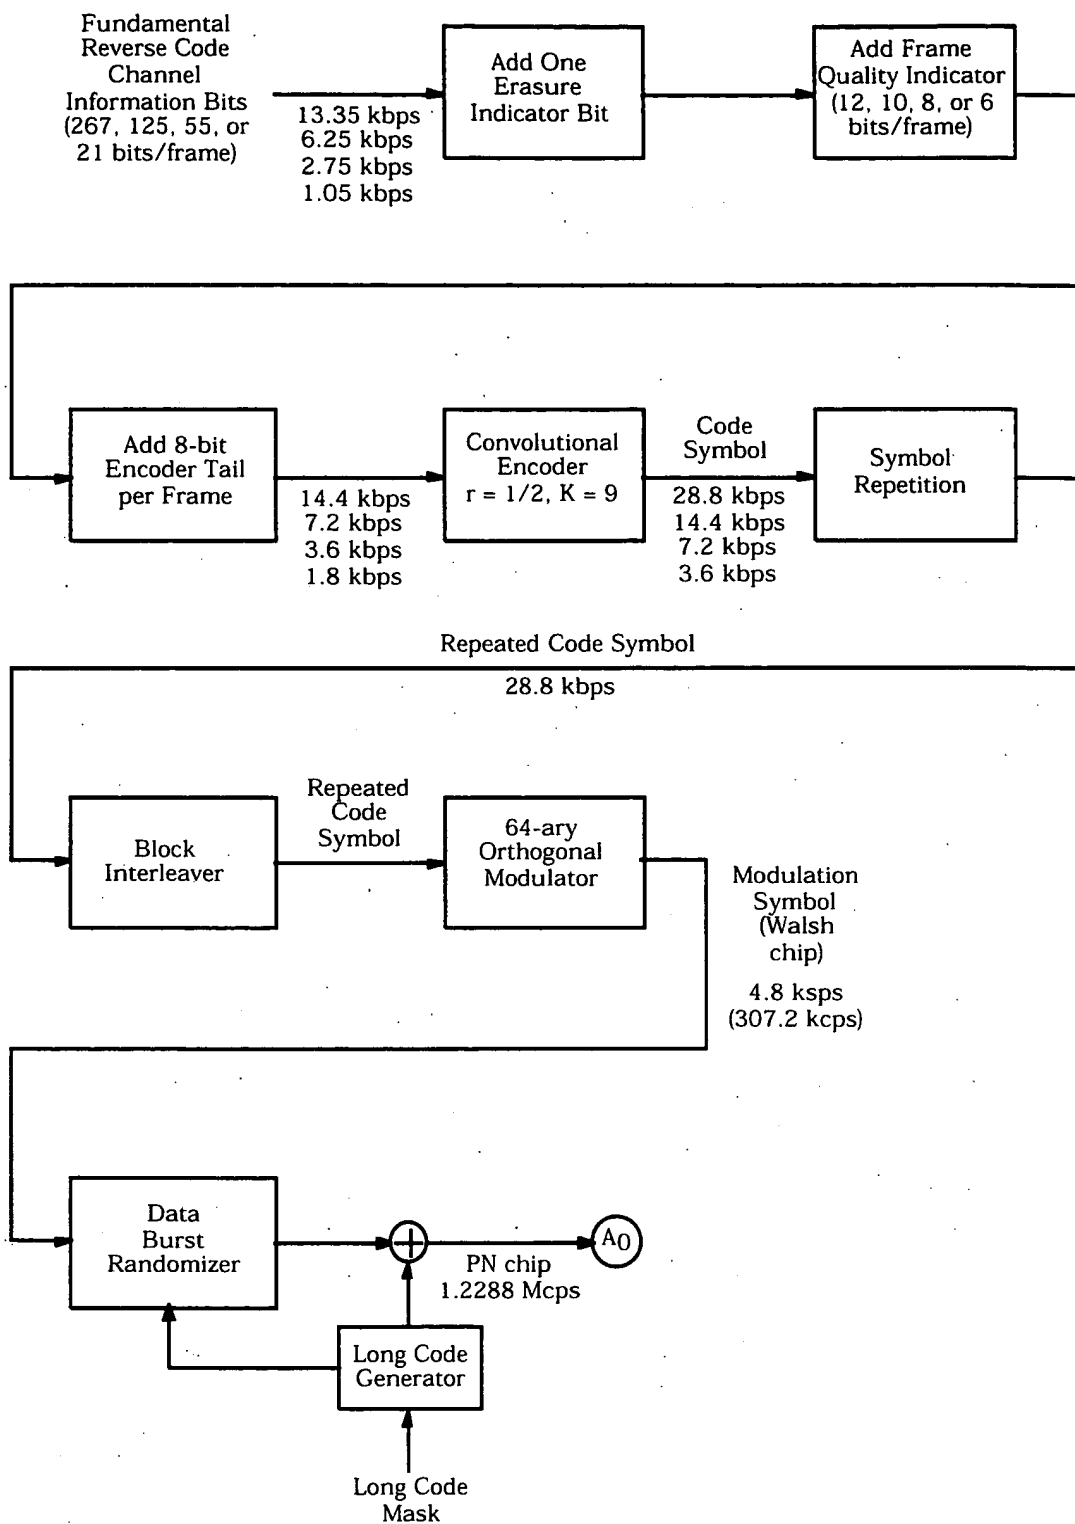 Fundamental
Reverse Code
Channel
Information Bits
(267, 125, 55, or
21 bits/frame)
13.35 kbps
6.25 kbps
2.75 kbps
1.05 kbps
Add One
Erasure
Indicator Bit
Add Frame
Quality Indicator
(12, 10, 8, or 6
bits/frame)
Add 8-bit
Encoder Tail
per Frame
14.4 kbps
7.2 kbps
3.6 kbps
1.8 kbps
Convolutional
Encoder
r = 1/2, K = 9
Code
Symbol
28.8 kbps
14.4 kbps
7.2 kbps
3.6 kbps
Symbol
Repetition
Repeated Code Symbol
28.8 kbps
Block
Interleaver
Repeated
Code
Symbol
64-ary
Orthogonal
Modulator
Modulation
Symbol
(Walsh
chip)
4.8 ksps
(307.2 kcps)
Data
Burst
Randomizer
PN chip
1.2288 Mcps
A0
Long Code
Generator
Long Code
Mask